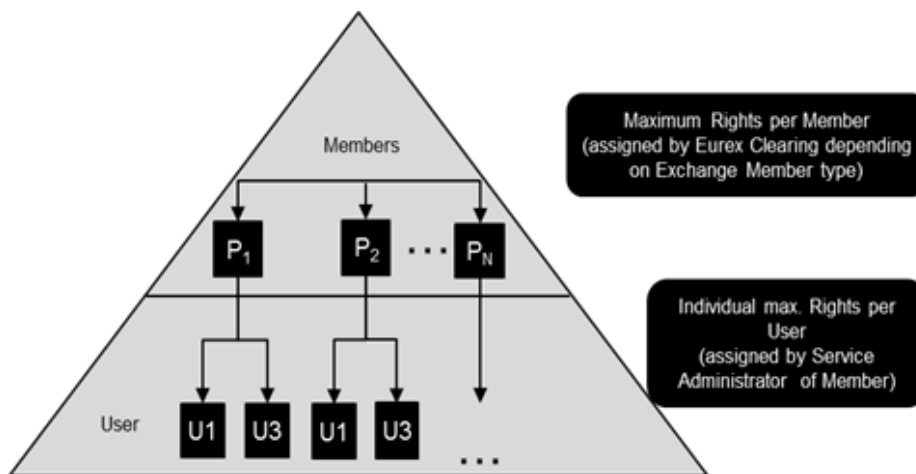 Members
P1
P2
...
PN
Maximum Rights per Member
(assigned by Eurex Clearing depending
on Exchange Member type)
Individual max. Rights per
User
(assigned by Service
Administrator of Member)
User
U1
U3
U1
U3
...